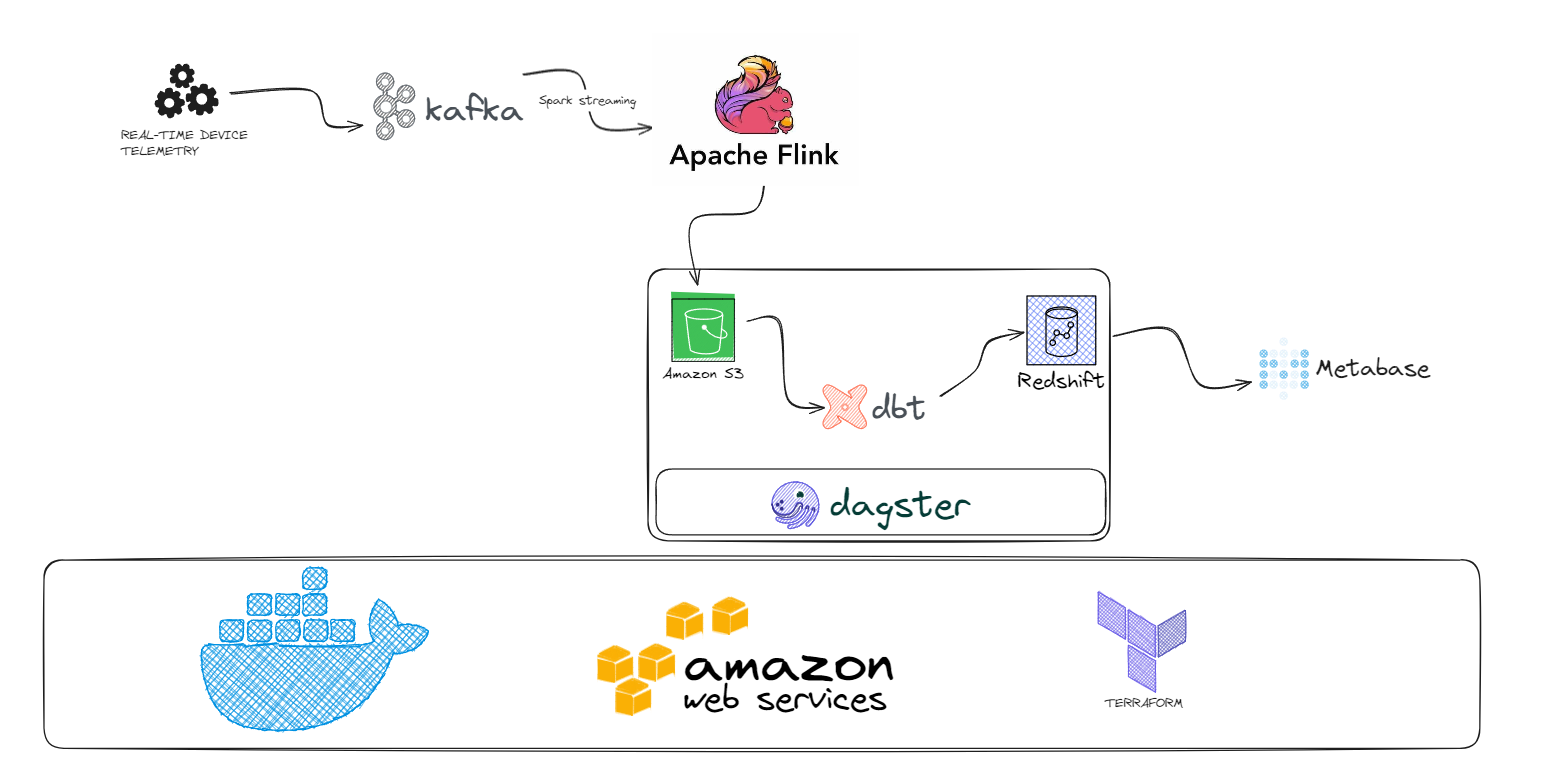 REAL-TIME DEVICE
TELEMETRY
kafka
Spark streaming
Apache Flink
Amazon S3
dbt
Redshift
Metabase
dagster
amazon
web services
TERRAFORM